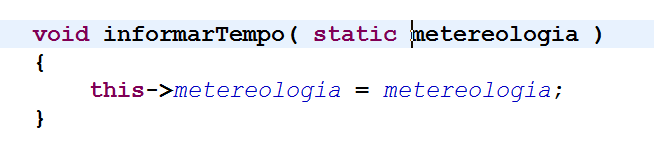 void informarTempo( static metereologia )
{
this->metereologia = metereologia;
}